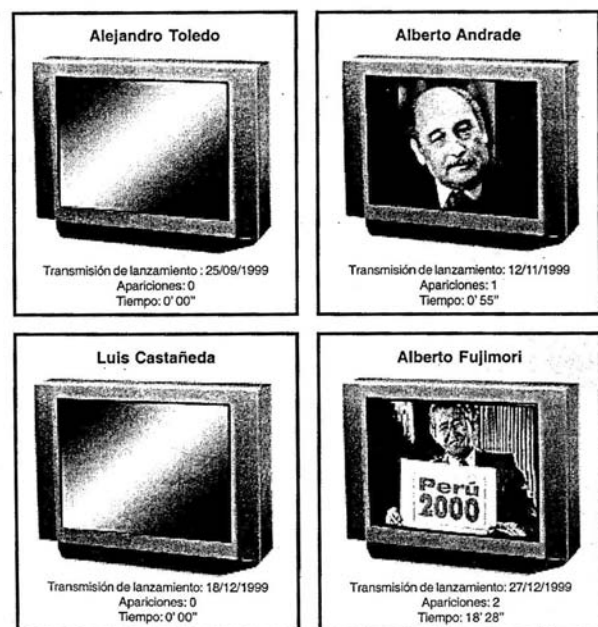 Alejandro Toledo
Transmisión de lanzamiento : 25/09/1999
Apariciones: 0
Tiempo: 0' 00"
Alberto Andrade
Transmisión de lanzamiento: 12/11/1999
Apariciones: 1
Tiempo: 0' 55"
Luis Castañeda
Transmisión de lanzamiento: 18/12/1999
Apariciones: 0
Tiempo: 0' 00"
Alberto Fujimori
Perú
2000
Transmisión de lanzamiento: 27/12/1999
Apariciones: 2
Tiempo: 18' 28"